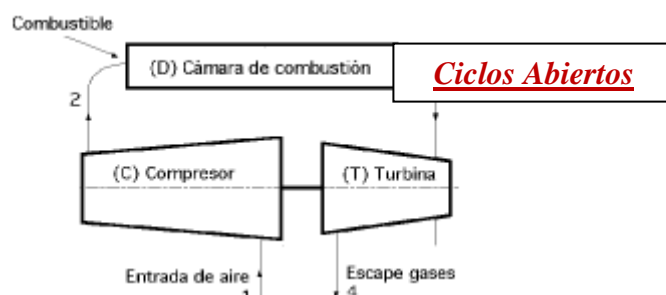 Combustible
(D) Cámara de combustión
Ciclos Abiertos
2
(C) Compresor
(T) Turbina
Entrada de aire
Escape gases
1
4